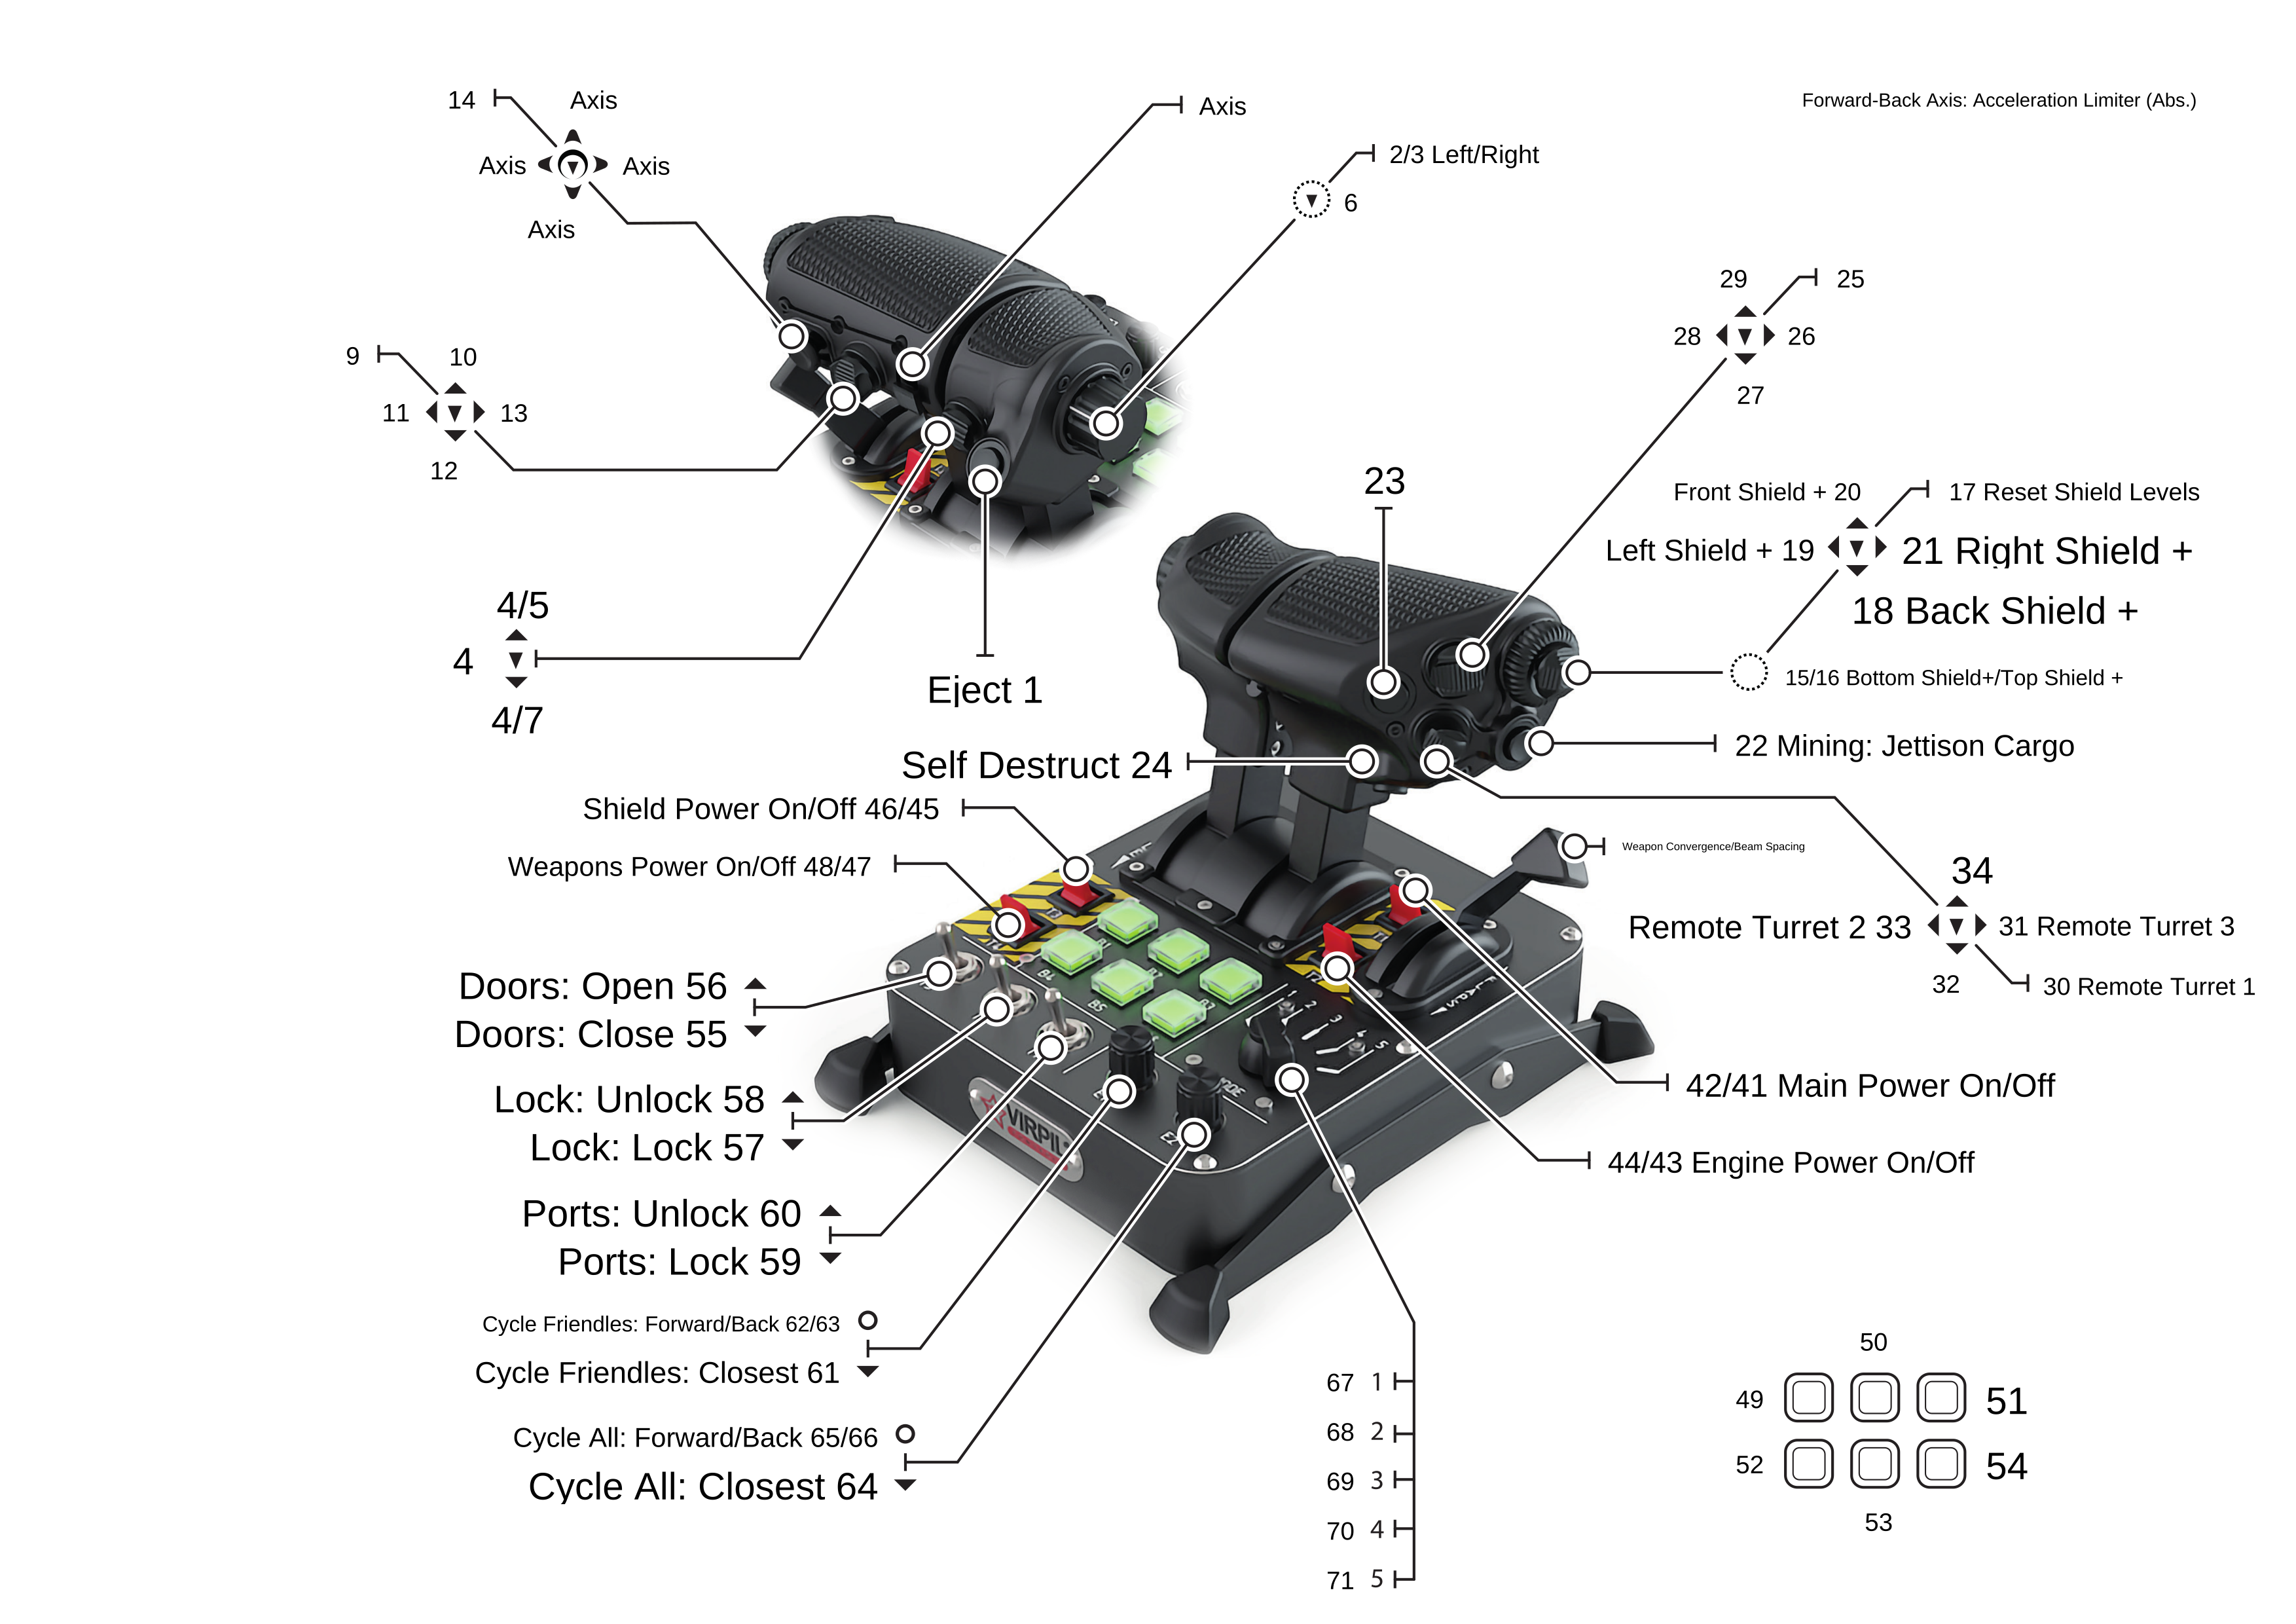 Forward-Back Axis: Acceleration Limiter (Abs.)
14
Axis
Axis
Axis
Axis
Axis
2/3 Left/Right
6
9
10
11
13
12
29
25
28
26
27
23
Front Shield + 20
17 Reset Shield Levels
Left Shield + 19
21 Right Shield +
18 Back Shield +
15/16 Bottom Shield+/Top Shield +
4/5
4
4/7
Eject 1
22 Mining: Jettison Cargo
Self Destruct 24
Shield Power On/Off 46/45
Weapons Power On/Off 48/47
Weapon Convergence/Beam Spacing
34
Remote Turret 2 33
31 Remote Turret 3
32
30 Remote Turret 1
Doors: Open 56
Doors: Close 55
Lock: Unlock 58
Lock: Lock 57
Ports: Unlock 60
Ports: Lock 59
42/41 Main Power On/Off
44/43 Engine Power On/Off
B5
2
3
5
E2
VIRPIL
Cycle Friendles: Forward/Back 62/63
Cycle Friendles: Closest 61
Cycle All: Forward/Back 65/66
Cycle All: Closest 64
67 1
68 2
69 3
70 4
71 5
50
49
51
52
54
53